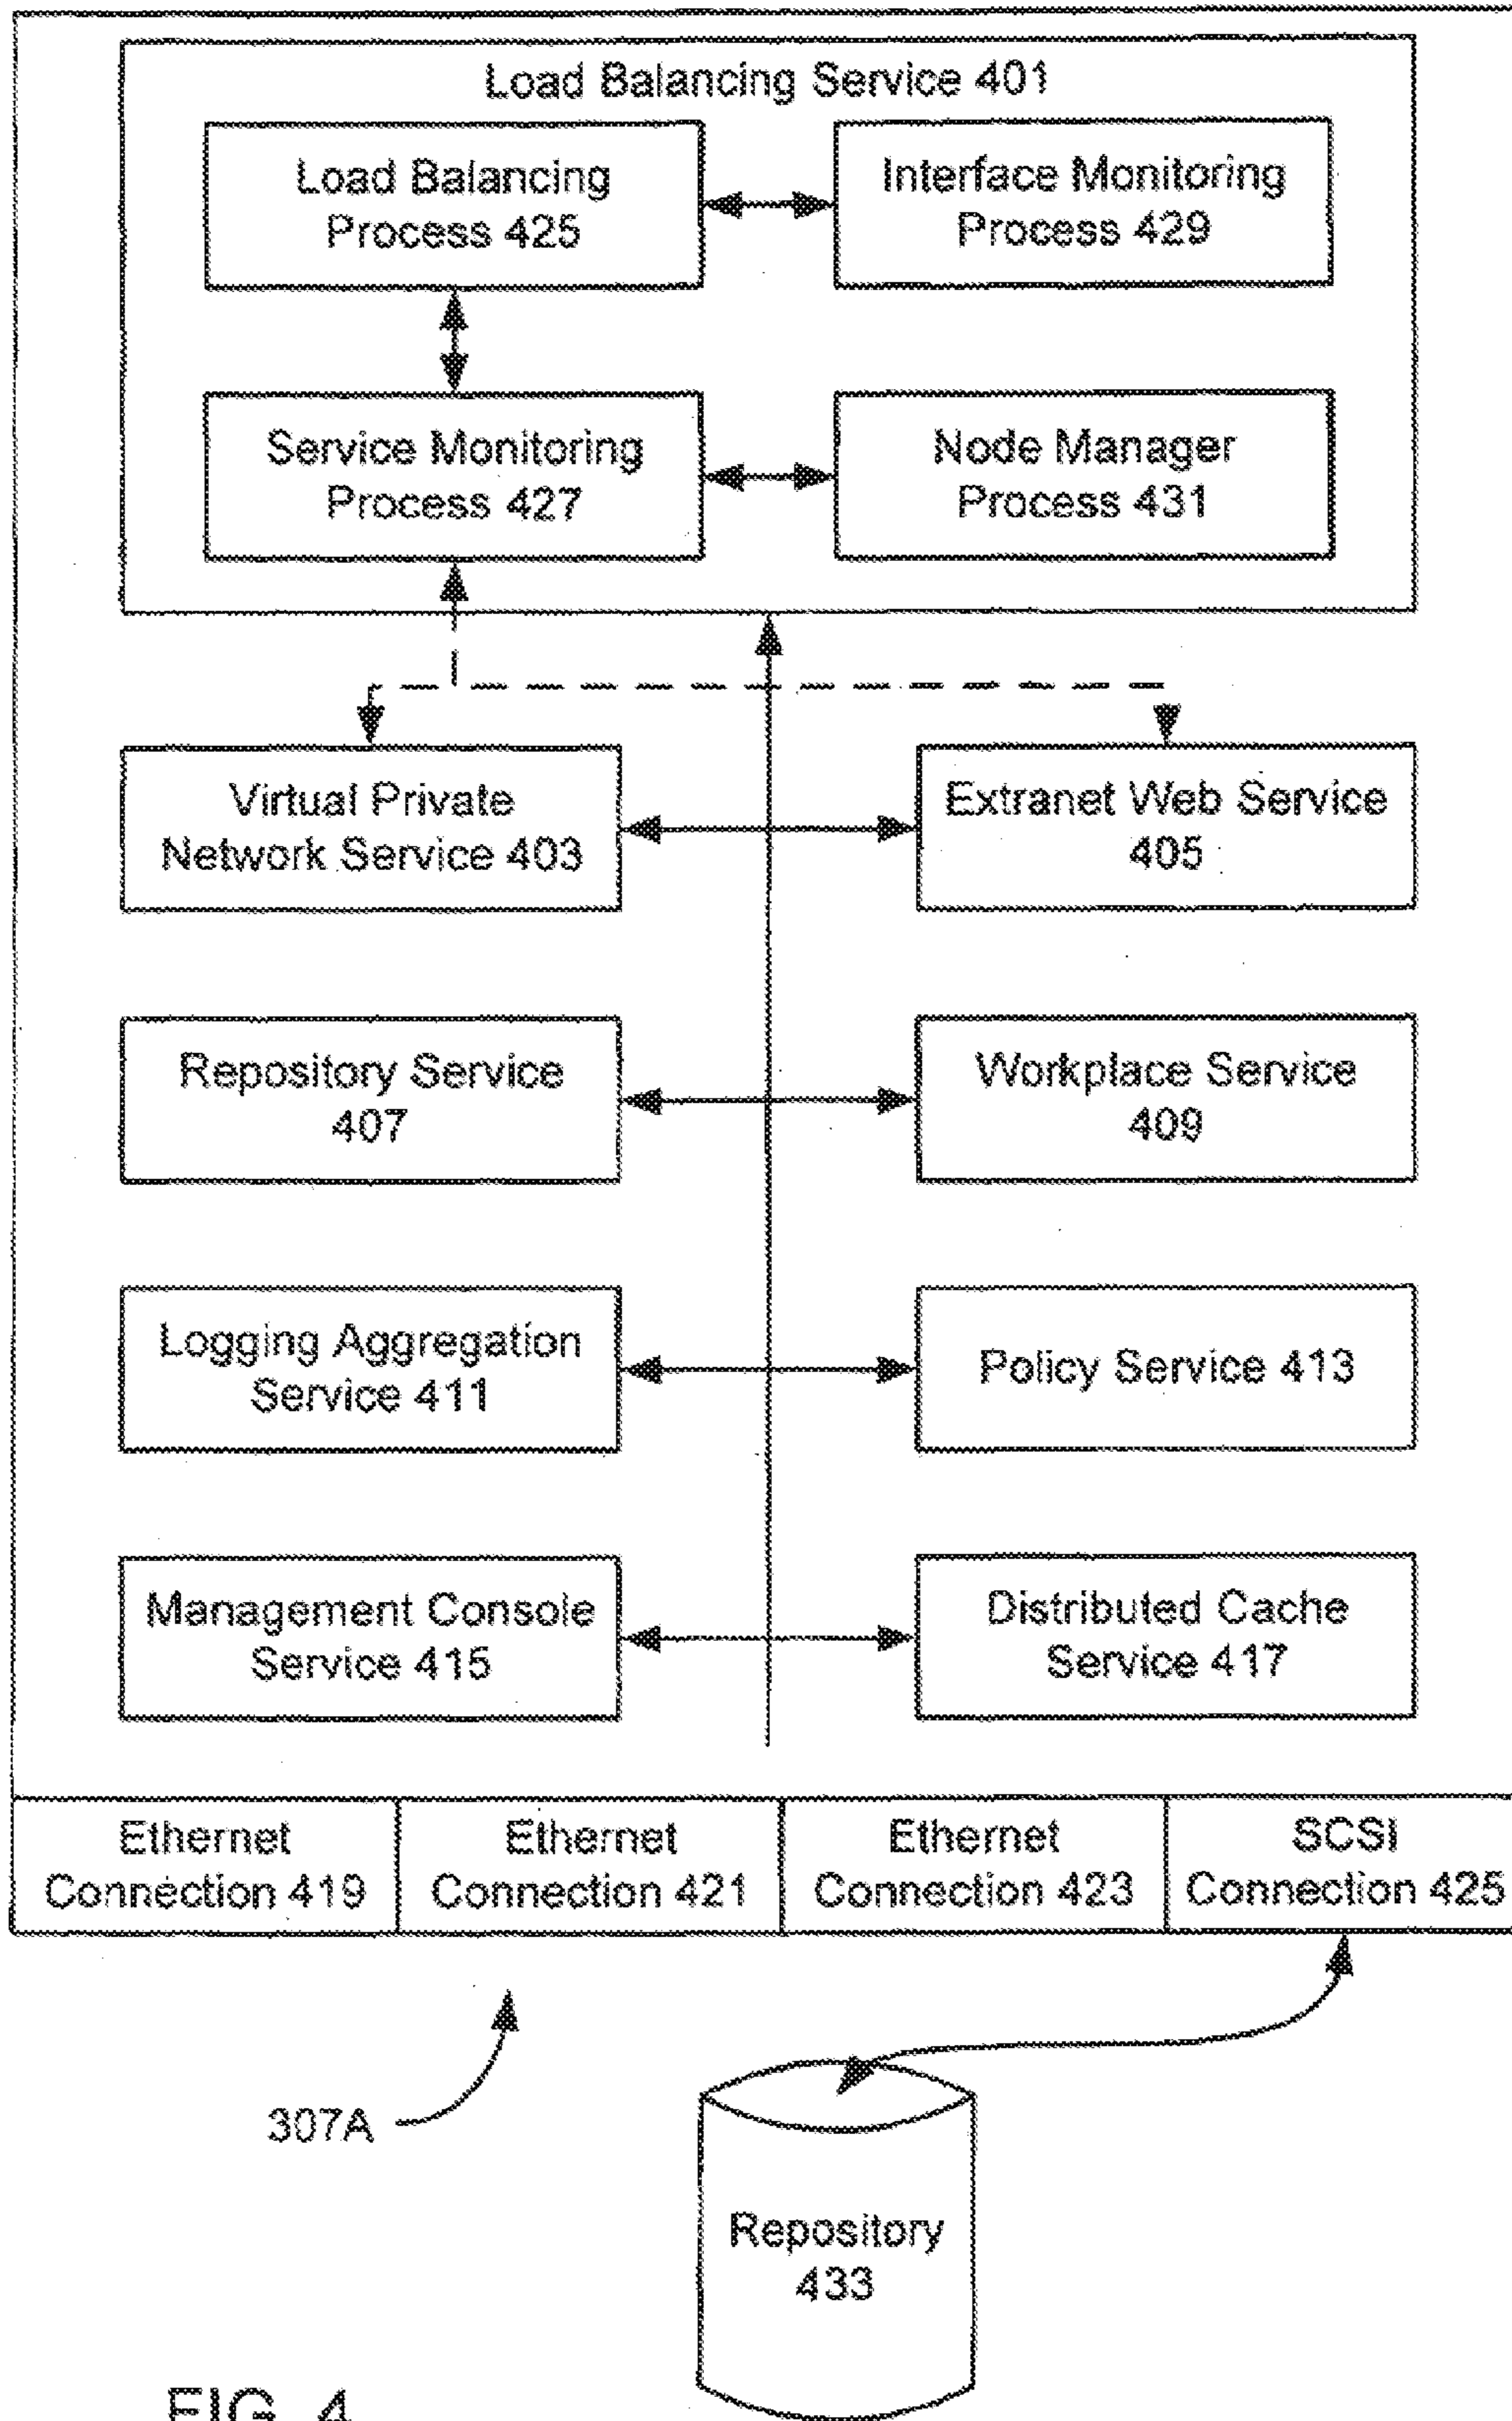 Load Balancing Service 401
Load Balancing
Process 425
Interface Monitoring
Process 429
Service Monitoring
Process 427
Node Manager
Process 431
Virtual Private
Network Service 403
Extranet Web Service
405
Repository Service
407
Workplace Service
409
Logging Aggregation
Service 411
Policy Service 413
Management Console
Service 415
Distributed Cache
Service 417
Ethernet
Connection 419
Ethernet
Connection 421
Ethernet
Connection 423
SCSI
Connection 425
307A
Repository
433
FIG. 4